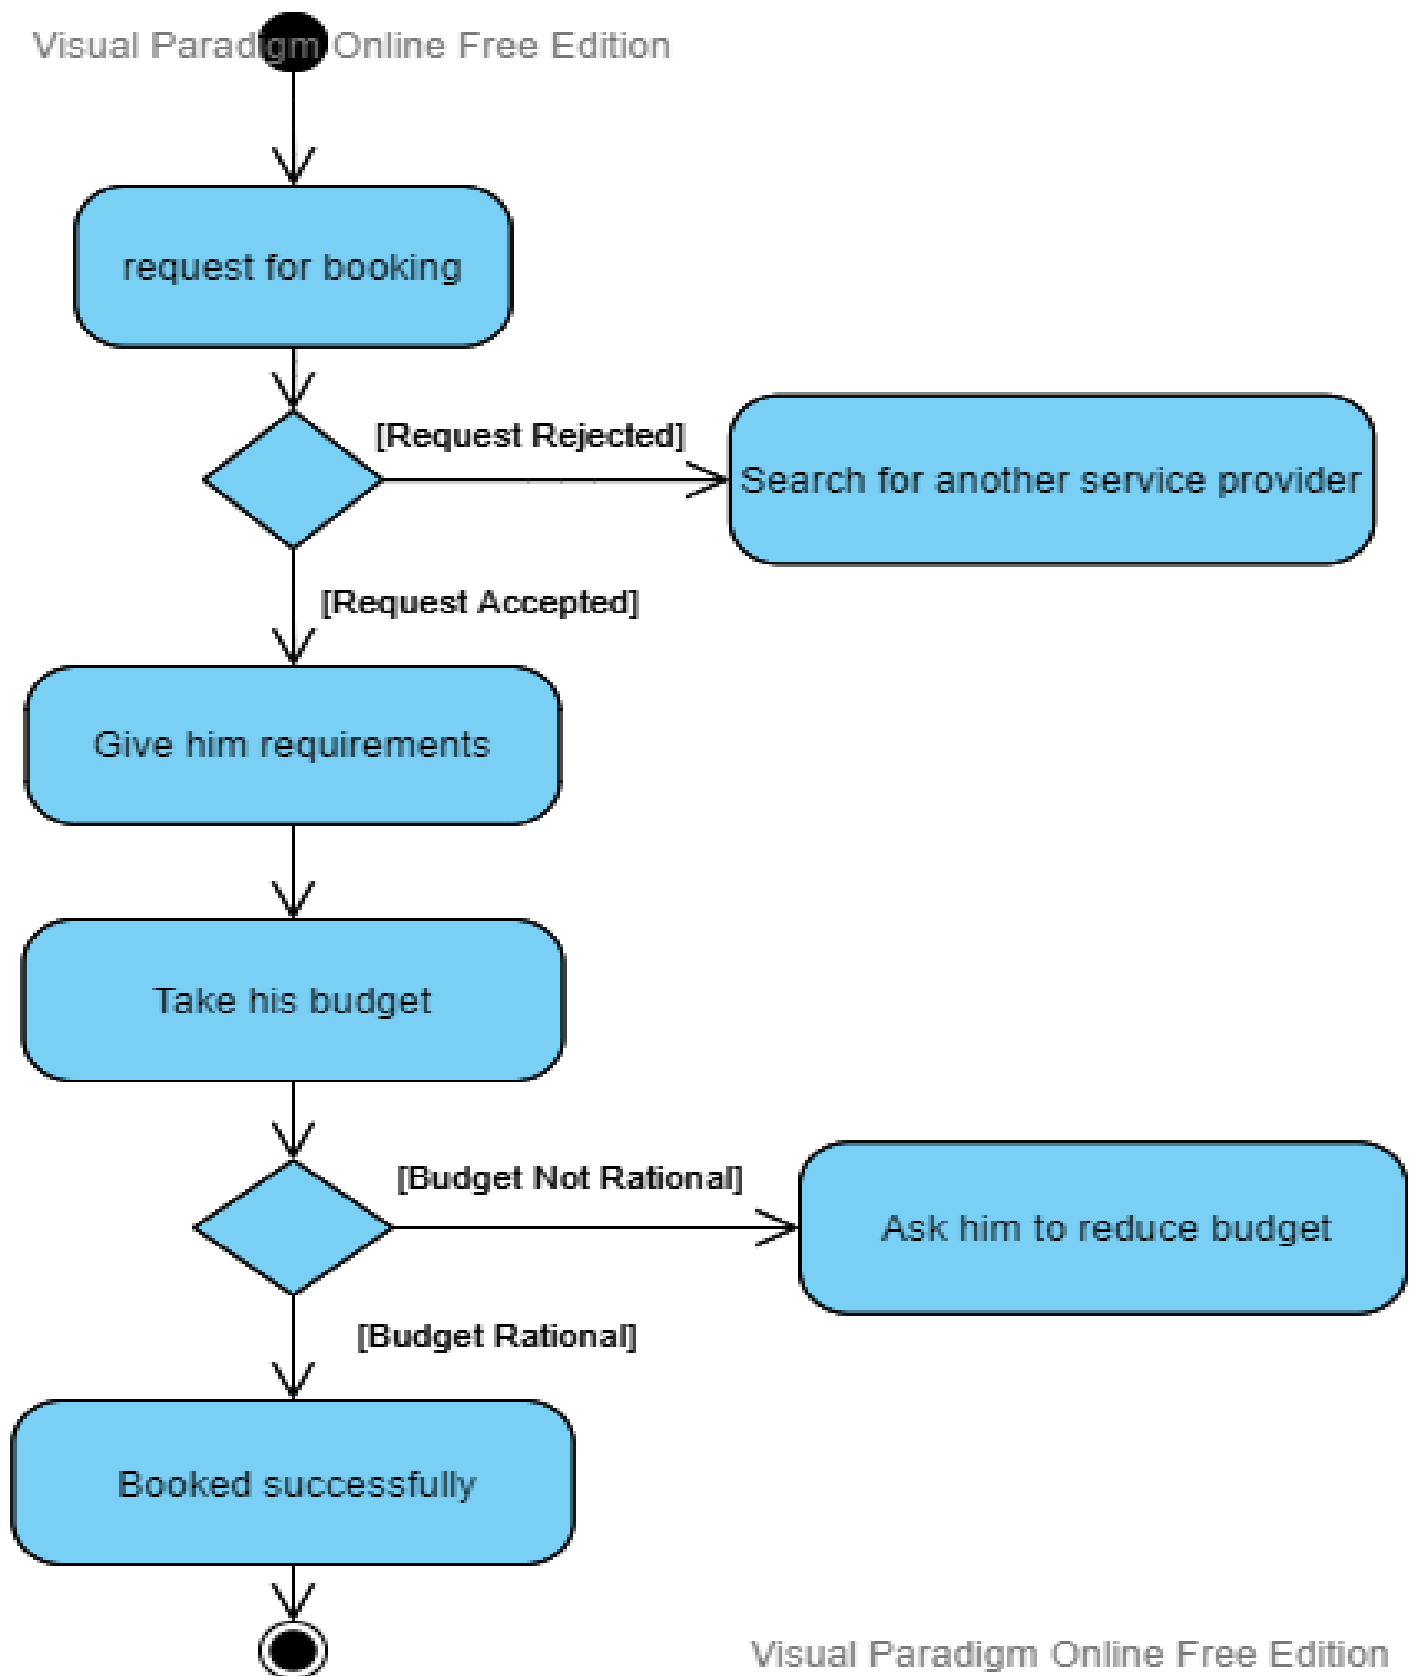 Visual Paradigm Online Free Edition
request for booking
[Request Rejected]
Search for another service provider
[Request Accepted]
Give him requirements
Take his budget
[Budget Not Rational]
Ask him to reduce budget
[Budget Rational]
Booked successfully
Visual Paradigm Online Free Edition